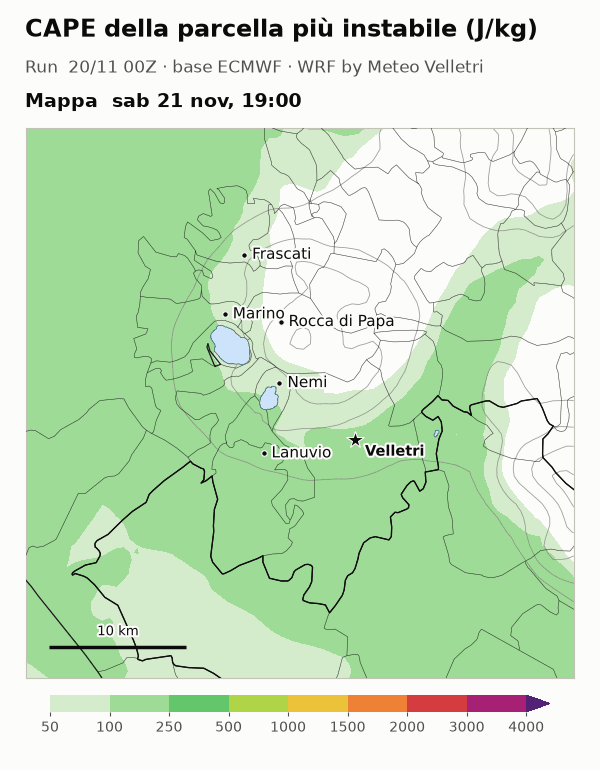 CAPE della parcella più instabile (J/kg)
Run  20/11 00Z · base ECMWF · WRF by Meteo Velletri
Mappa  sab 21 nov, 19:00
Frascati
Marino
Rocca di Papa
Nemi
Velletri
Lanuvio
10 km
50 100 250 500 1000 1500 2000 3000 4000